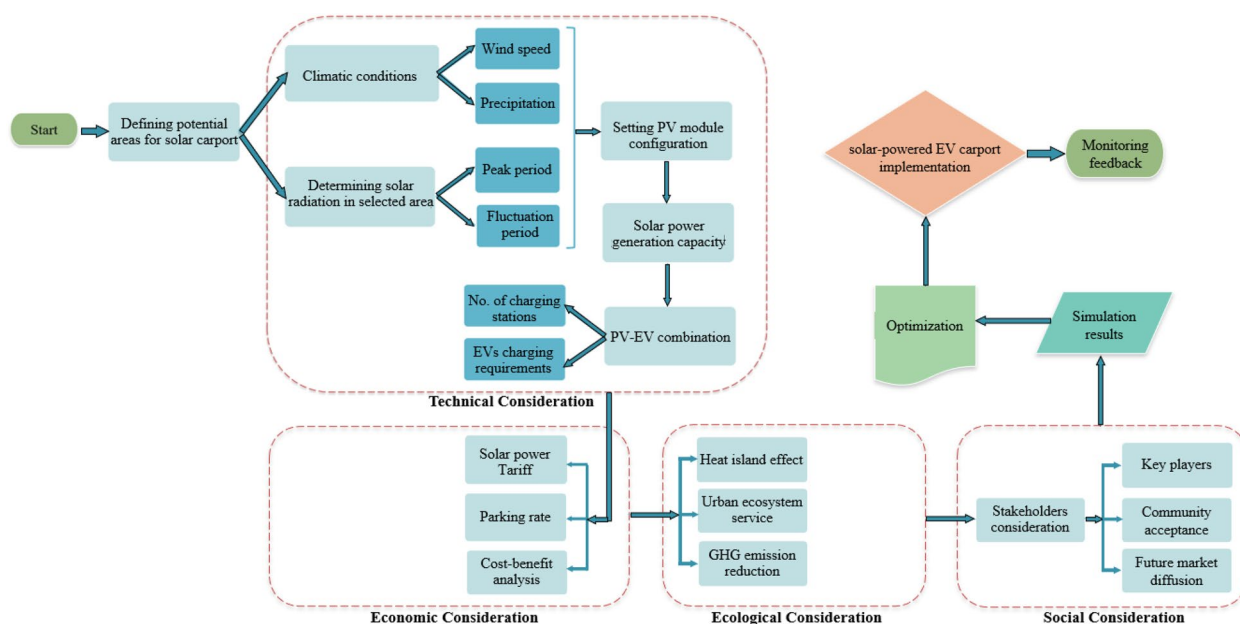 Start
Defining potential
areas for solar carport
Climatic conditions
Wind speed
Precipitation
Determining solar
radiation in selected area
Peak period
Fluctuation
period
Setting PV module
configuration
Solar power
generation capacity
PV-EV combination
No. of charging
stations
EVs charging
requirements
Technical Consideration
Solar power
Tariff
Parking rate
Cost-benefit
analysis
Economic Consideration
Heat island effect
Urban ecosystem
service
GHG emission
reduction
Ecological Consideration
Stakeholders
consideration
Key players
Community
acceptance
Future market
diffusion
Social Consideration
Simulation
results
Optimization
solar-powered EV carport
implementation
Monitoring
feedback